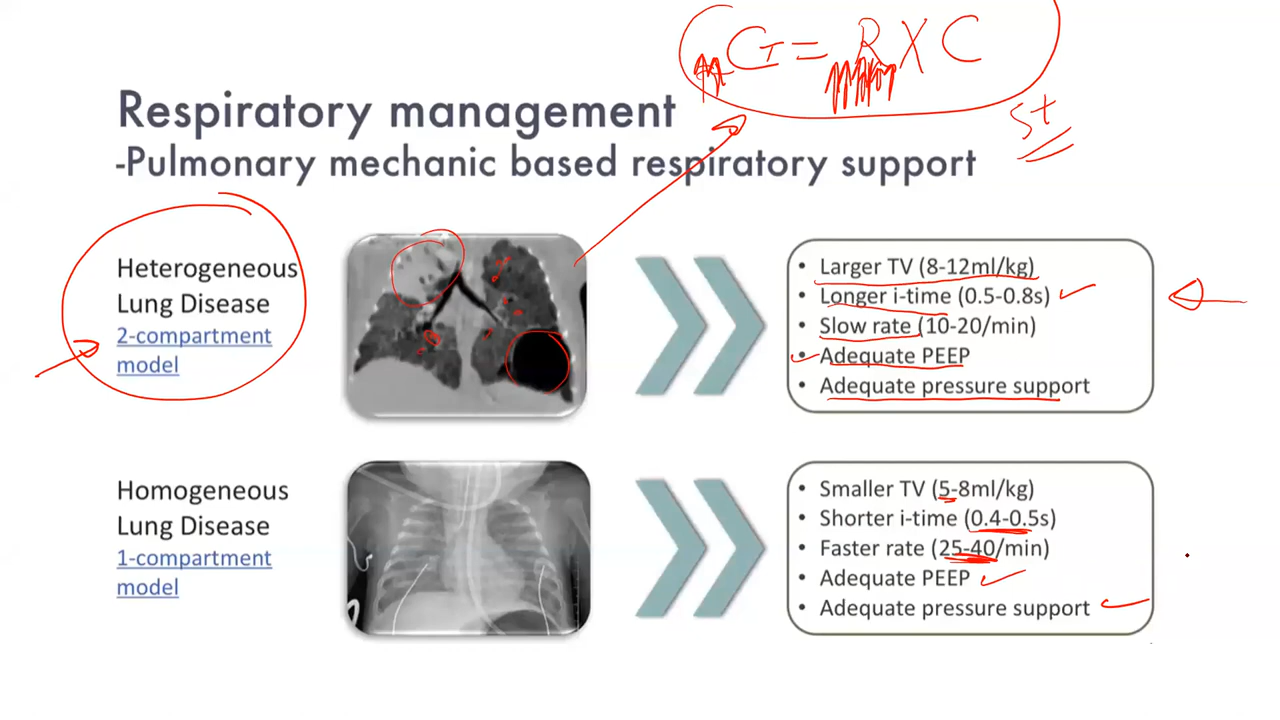 CT = R X C
St
Respiratory management
-Pulmonary mechanic based respiratory support
Heterogeneous
Lung Disease
2-compartment
model
• Larger TV (8-12ml/kg)
• Longer i-time (0.5-0.8s)
• Slow rate (10-20/min)
• Adequate PEEP
• Adequate pressure support
Homogeneous
Lung Disease
1-compartment
model
• Smaller TV (5-8ml/kg)
• Shorter i-time (0.4-0.5s)
• Faster rate (25-40/min)
• Adequate PEEP
• Adequate pressure support